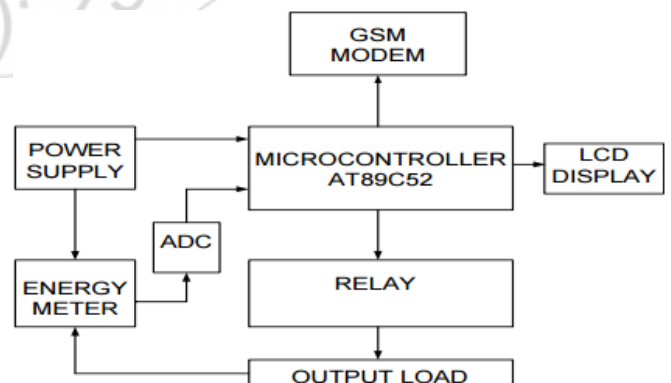 GSM
MODEM
POWER
SUPPLY
MICROCONTROLLER
AT89C52
LCD
DISPLAY
ADC
ENERGY
METER
RELAY
OUTPUT LOAD